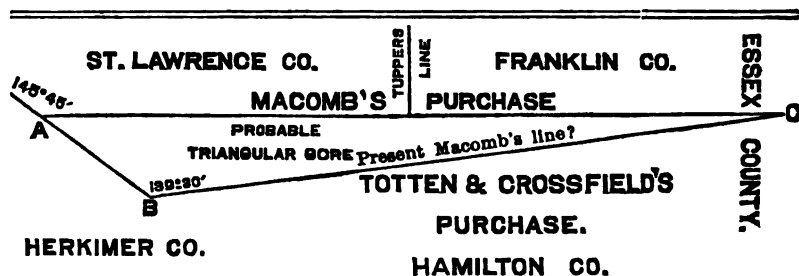 ST. LAWRENCE CO.
TUPPERS LINE
FRANKLIN CO.
ESSEX COUNTY.
145°45'
MACOMB'S PURCHASE
A
C
PROBABLE
TRIANGULAR GORE
Present Macomb's line?
139°30'
B
TOTTEN & CROSSFIELD'S
PURCHASE.
HERKIMER CO.
HAMILTON CO.